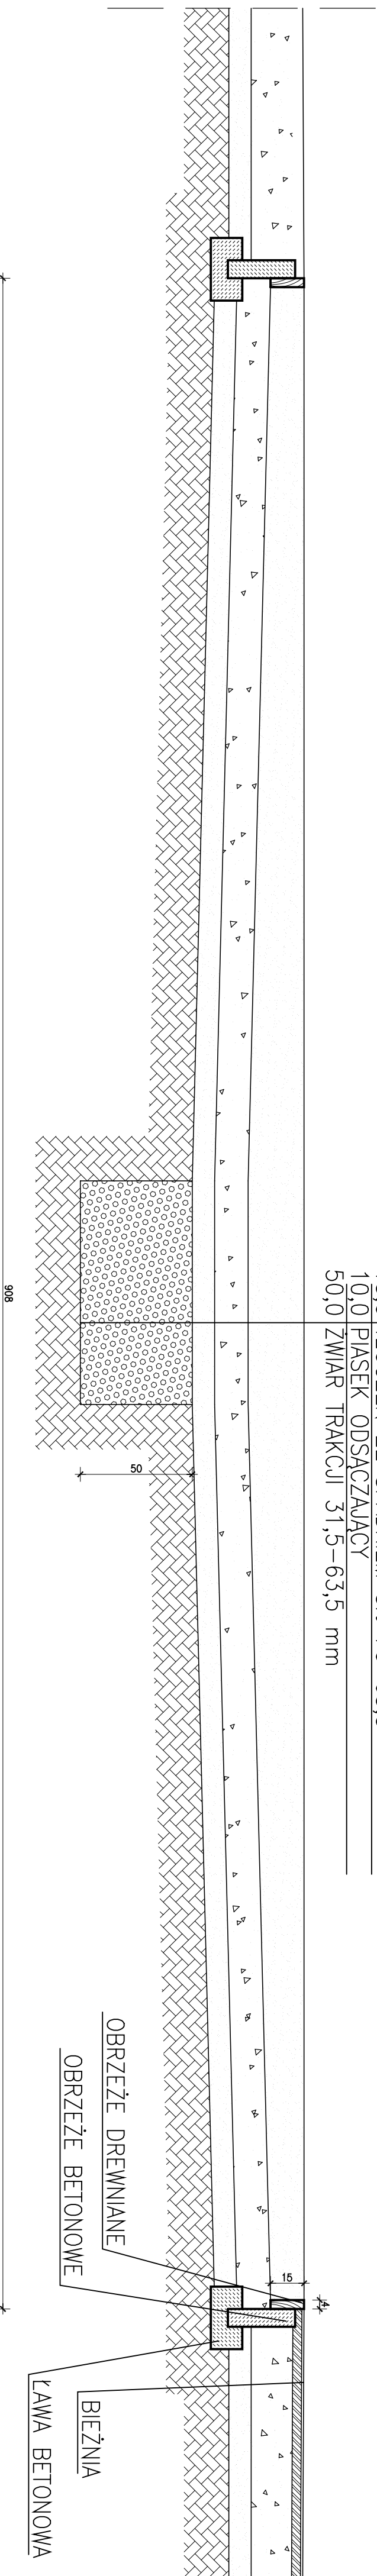 10,0 PIASEK ODSĄCZAJĄCY
50,0 ŻWIAR TRAKCJI 31,5-63,5 mm
908
50
15
4
OBRZEŻE DREWNIANE
OBRZEŻE BETONOWE
BIEŻNIA
ŁAWA BETONOWA